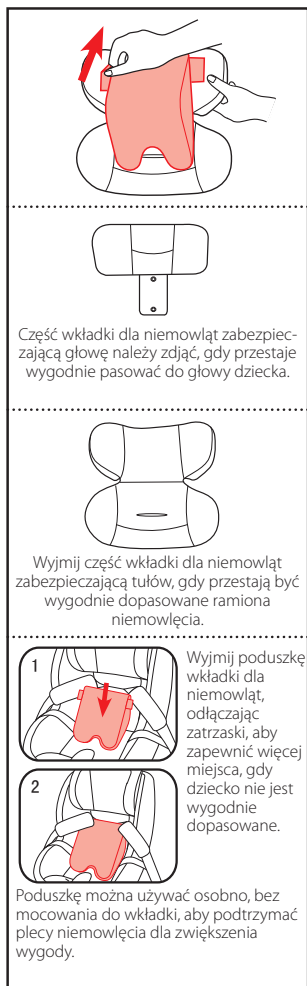 Część wkładki dla niemowląt zabezpiec-
zającą głowę należy zdjąć, gdy przestaje
wygodnie pasować do głowy dziecka.
Wyjmij część wkładki dla niemowląt
zabezpieczającą tułów, gdy przestają być
wygodnie dopasowane ramiona
niemowlęcia.
1
Wyjmij poduszkę
wkładki dla
niemowląt,
odłączając
zatrzaski, aby
zapewnić więcej
miejsca, gdy
dziecko nie jest
wygodnie
dopasowane.
2
Poduszkę można używać osobno, bez
mocowania do wkładki, aby podtrzymać
plecy niemowlęcia dla zwiększenia
wygody.